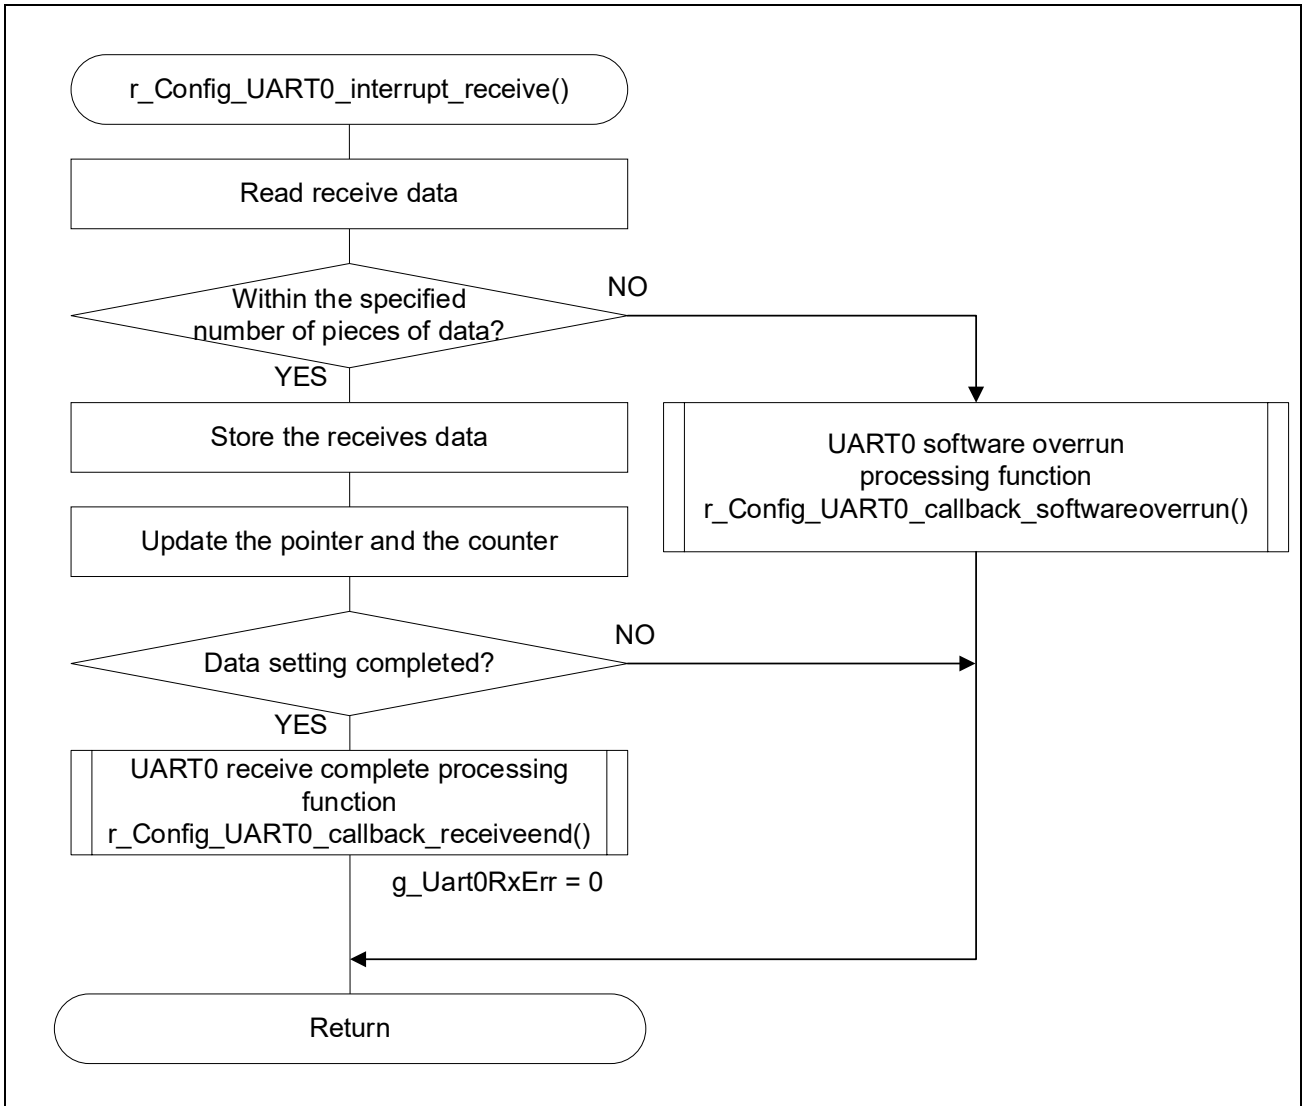 r_Config_UART0_interrupt_receive()
Read receive data
Within the specified
number of pieces of data?
NO
YES
Store the receives data
UART0 software overrun
processing function
r_Config_UART0_callback_softwareoverrun()
Update the pointer and the counter
Data setting completed?
NO
YES
UART0 receive complete processing
function
r_Config_UART0_callback_receiveend()
g_Uart0RxErr = 0
Return